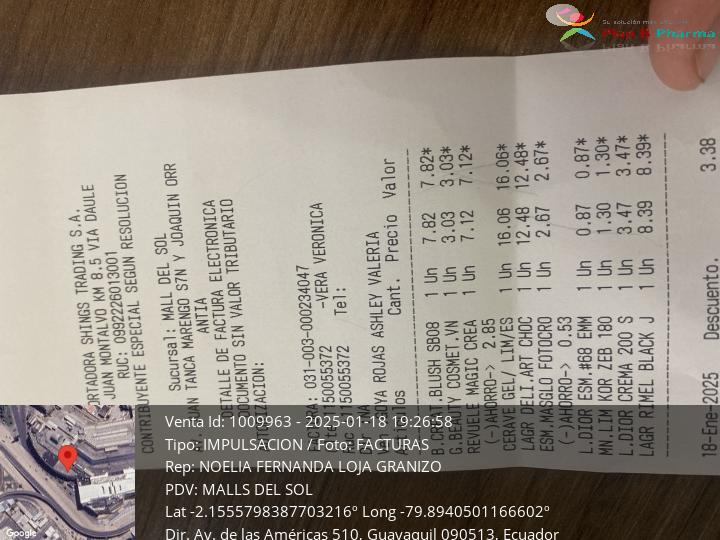 Su solución más
Plan B Pharma
ORTADORA SHINGS TRADING S.A.
JUAN MONTALVO KM 8.5 VIA DAULE
RUC: 0992226013001
CONTRIBUYENTE ESPECIAL SEGUN RESOLUCION
Sucursal: MALL DEL SOL
JUAN TANCA MARENGO S7N Y JOAQUIN ORR
ANTIA
DETALLE DE FACTURA ELECTRONICA
DOCUMENTO SIN VALOR TRIBUTARIO
AUTORIZACION:
FACTURA: 031-003-000234047
-VERA VERONICA
1150055372 Tel:
1150055372
ROJAS ASHLEY VALERIA
Cant. Precio Valor
B.CHAT.BLUSH SB08 1 Un 7.82 7.82*
G.BEAUTY COSMET.VN 1 Un 3.03 3.03*
REVUELE MAGIC CREA 1 Un 7.12 7.12*
(-)AHORRO-> 2.85
CERAVE GEL/ LIM/ES 1 Un 16.06 16.06*
LAGR DELI.ART CHOC 1 Un 12.48 12.48*
ESM.MASGLO FOTOCRO 1 Un 2.67 2.67*
(-)AHORRO-> 0.53
L.DIOR ESM.#68 EMM 1 Un 0.87 0.87*
MN.LIM KOR ZEB 180 1 Un 1.30 1.30*
L.DIOR CREMA 200 S 1 Un 3.47 3.47*
LAGR RIMEL BLACK J 1 Un 8.39 8.39*
18-Ene-2025 Descuento. 3.38
Venta Id: 1009963 - 2025-01-18 19:26:58
Tipo: IMPULSACION / Foto: FACTURAS
Rep: NOELIA FERNANDA LOJA GRANIZO
PDV: MALLS DEL SOL
Lat -2.1555798387703216° Long -79.8940501166602°
Dir. Av. de las Américas 510, Guayaquil 090513, Ecuador
Google